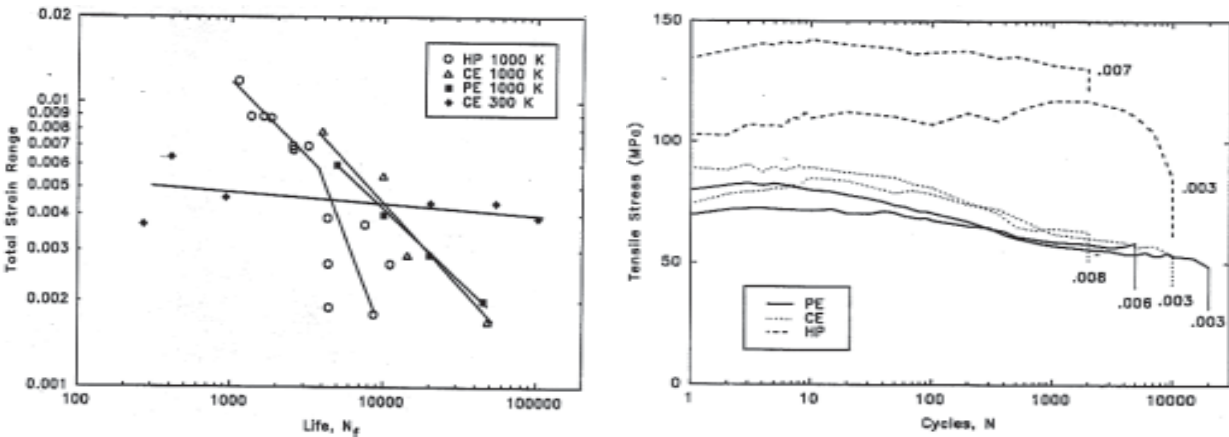 0.02
0.01
0.009
0.008
0.007
0.006
0.005
0.004
0.003
0.002
0.001
Total Strain Range
HP 1000 K
CE 1000 K
PE 1000 K
CE 300 K
100
1000
10000
100000
Life, Nf
150
100
50
0
Tensile Stress (MPa)
.007
.003
.008
.006
.003
.003
PE
CE
HP
1
10
100
1000
10000
Cycles, N